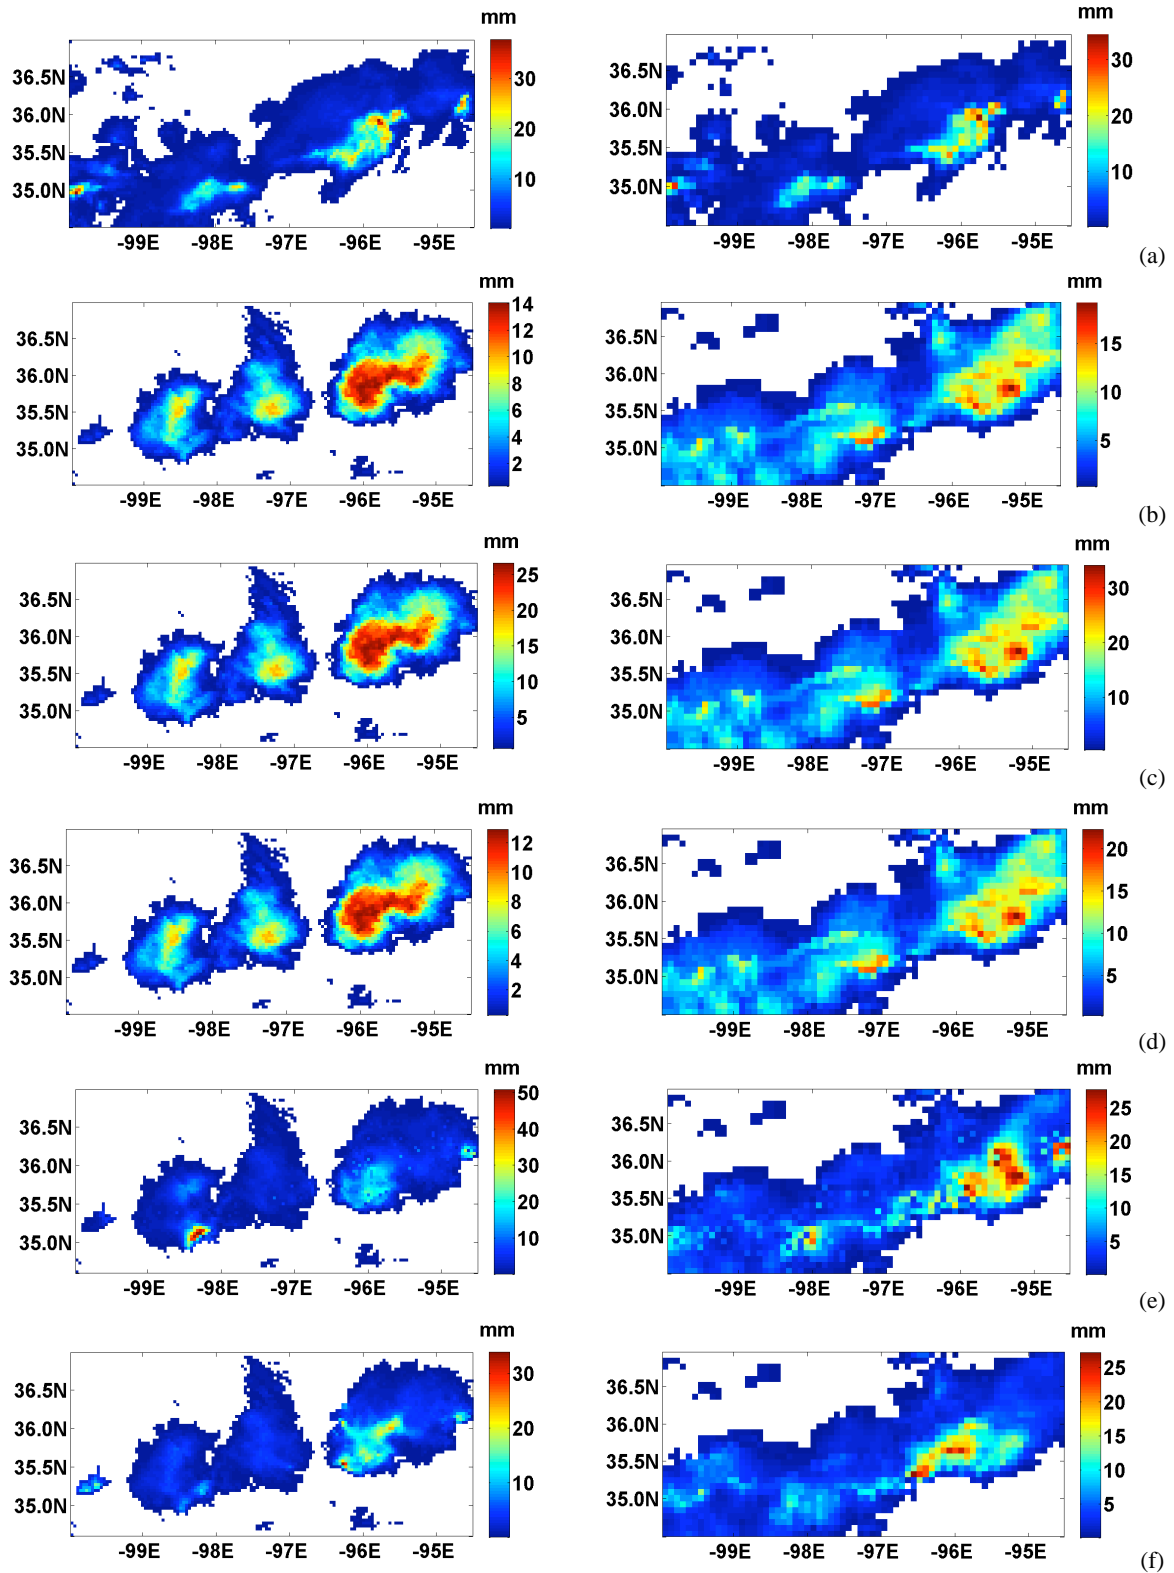 mm mm
36.5N 36.0N 35.5N 35.0N 30 20 10 36.5N 36.0N 35.5N 35.0N 30 20 10
-99E -98E -97E -96E -95E -99E -98E -97E -96E -95E
(a)
mm mm
36.5N 36.0N 35.5N 35.0N 14 12 10 8 6 4 2 36.5N 36.0N 35.5N 35.0N 15 10 5
-99E -98E -97E -96E -95E -99E -98E -97E -96E -95E
(b)
mm mm
36.5N 36.0N 35.5N 35.0N 25 20 15 10 5 36.5N 36.0N 35.5N 35.0N 30 20 10
-99E -98E -97E -96E -95E -99E -98E -97E -96E -95E
(c)
mm mm
36.5N 36.0N 35.5N 35.0N 12 10 8 6 4 2 36.5N 36.0N 35.5N 35.0N 20 15 10 5
-99E -98E -97E -96E -95E -99E -98E -97E -96E -95E
(d)
mm mm
36.5N 36.0N 35.5N 35.0N 50 40 30 20 10 36.5N 36.0N 35.5N 35.0N 25 20 15 10 5
-99E -98E -97E -96E -95E -99E -98E -97E -96E -95E
(e)
mm mm
36.5N 36.0N 35.5N 35.0N 30 20 10 36.5N 36.0N 35.5N 35.0N 25 20 15 10 5
-99E -98E -97E -96E -95E -99E -98E -97E -96E -95E
(f)